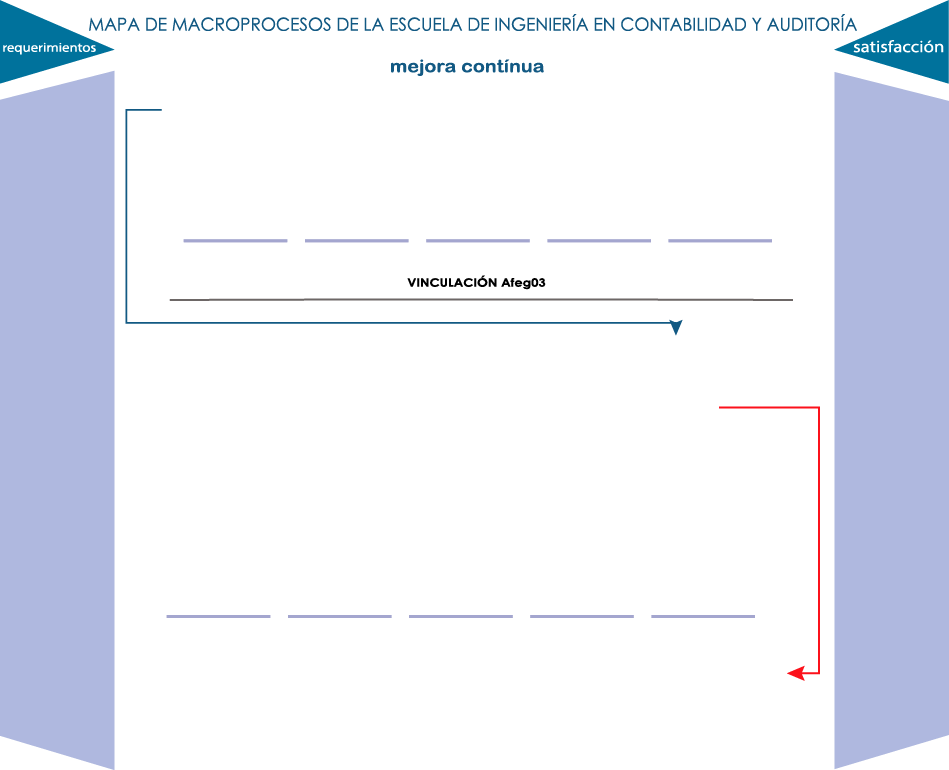 MAPA DE MACROPROCESOS DE LA ESCUELA DE INGENIERÍA EN CONTABILIDAD Y AUDITORÍA
requerimientos
satisfacción
mejora contínua
VINCULACIÓN Afeg03